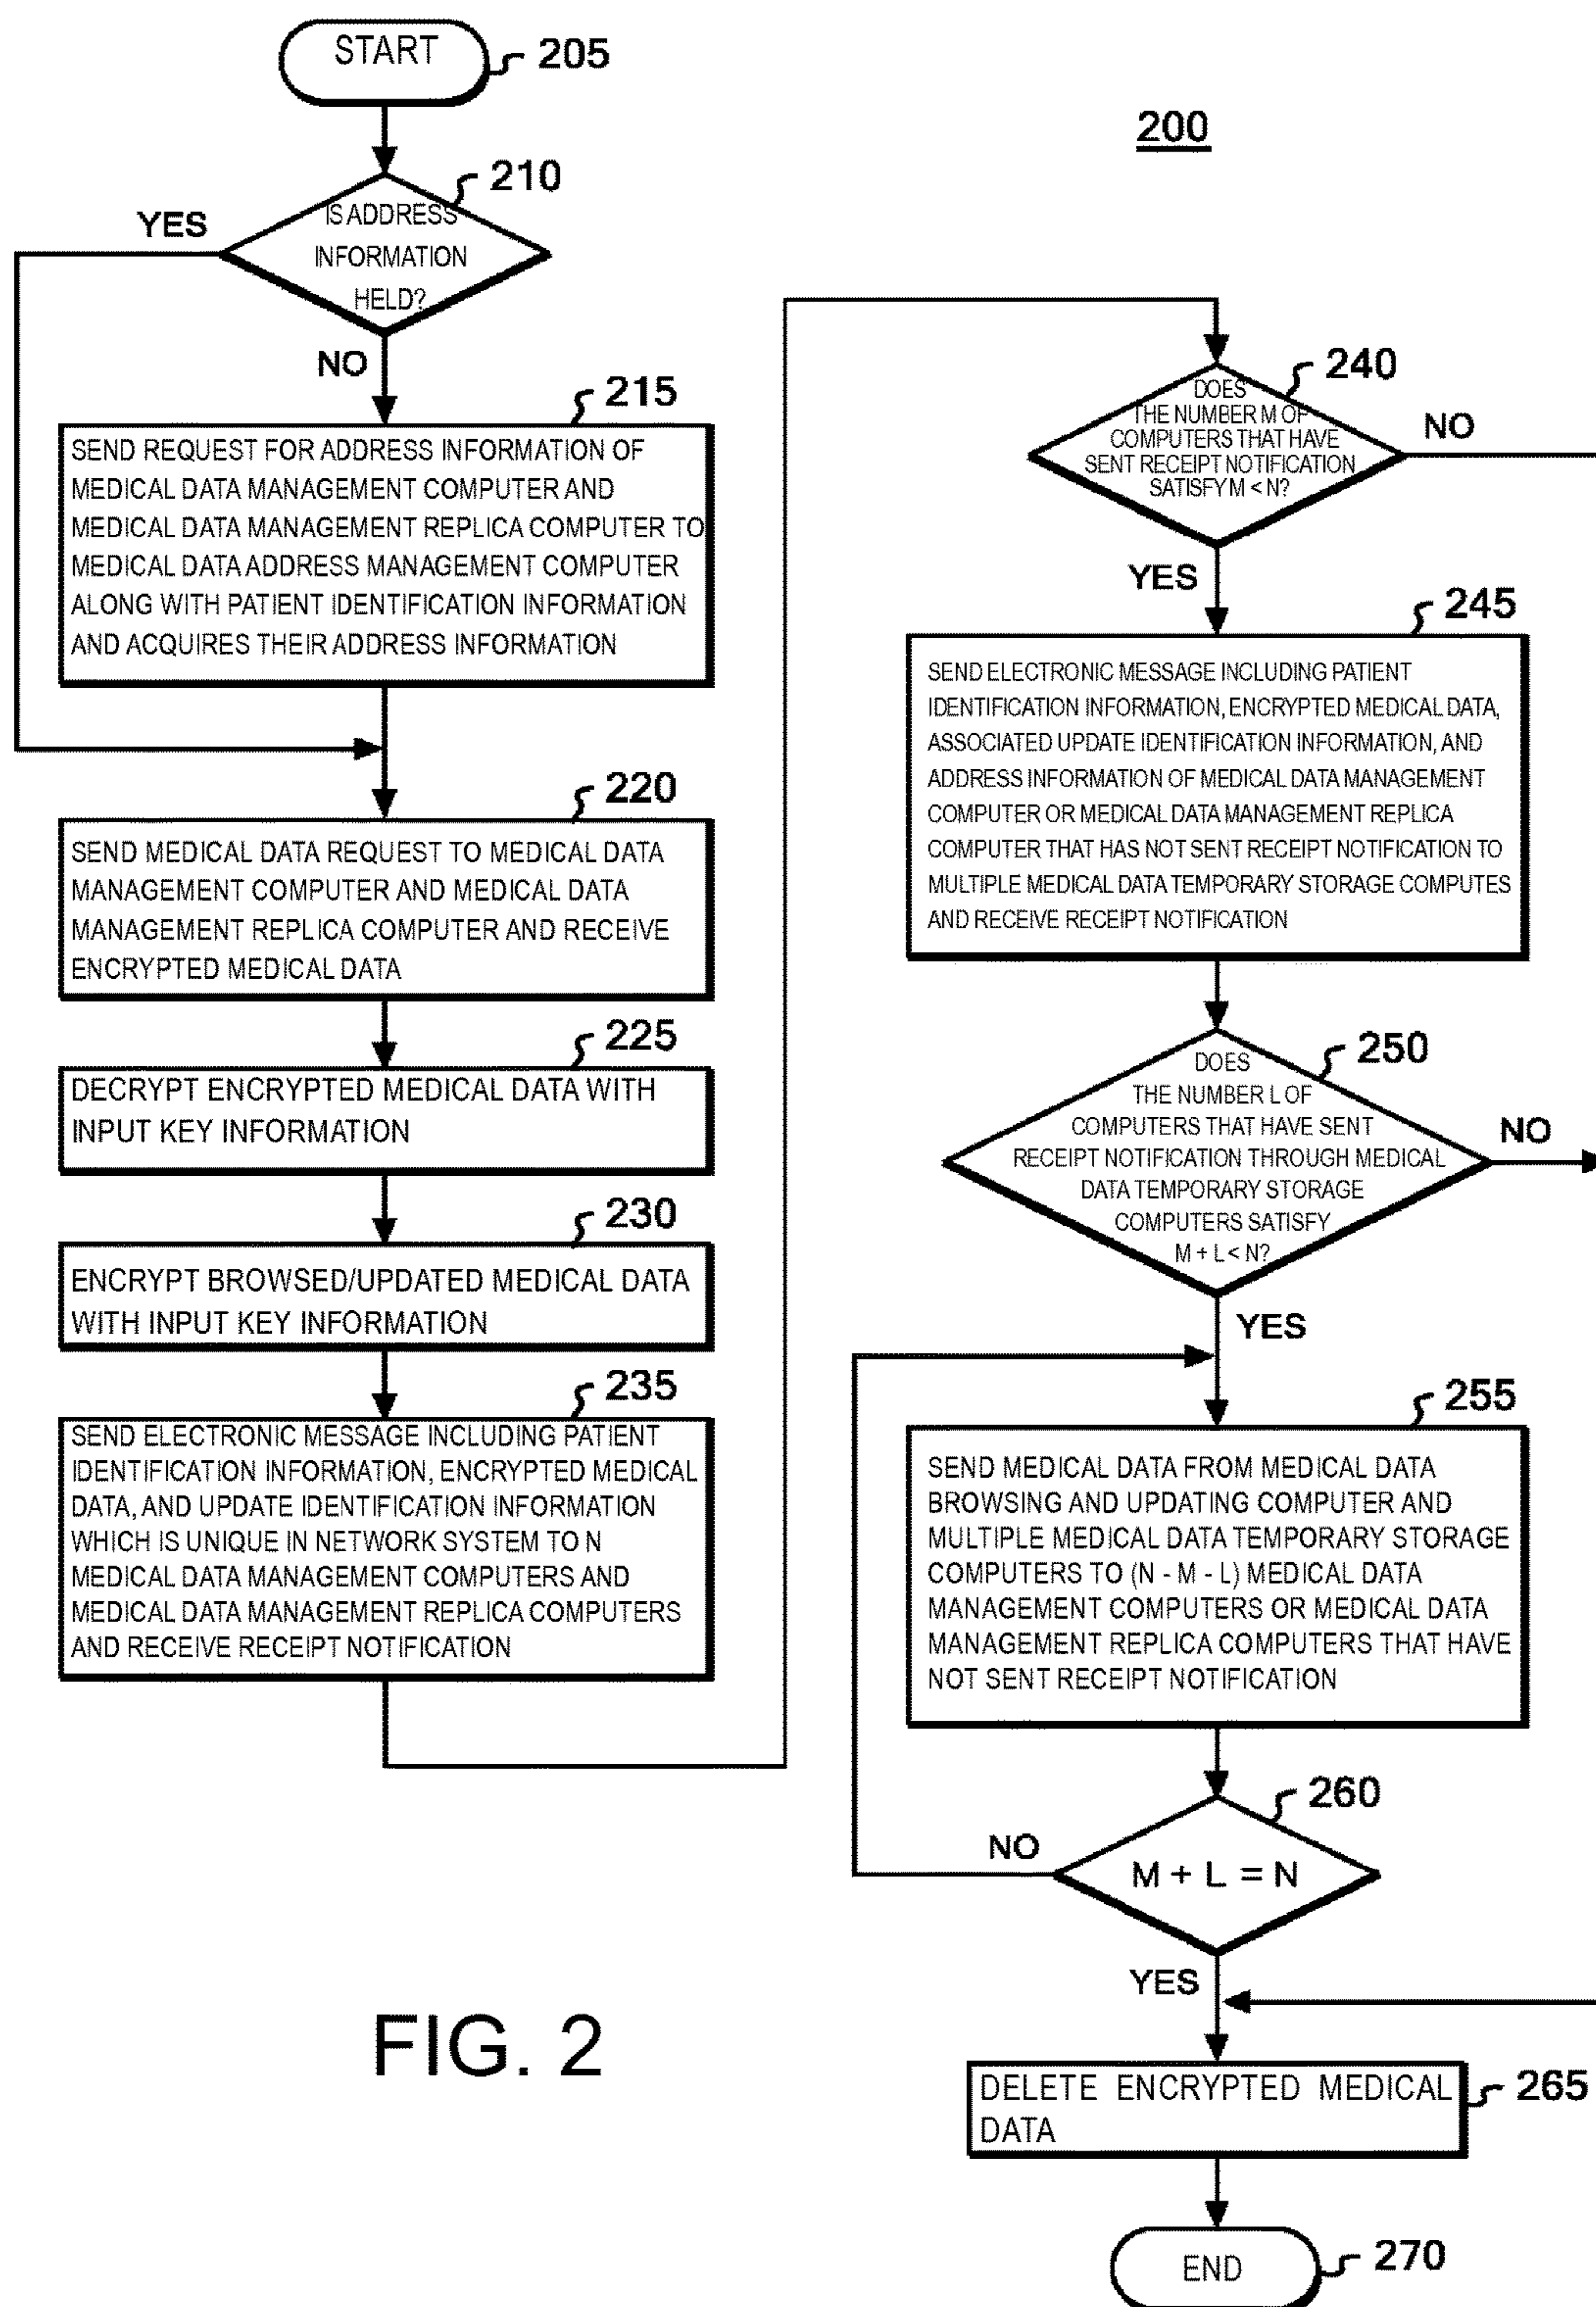 START
205
200
210
YES
IS ADDRESS
INFORMATION
HELD?
NO
215
SEND REQUEST FOR ADDRESS INFORMATION OF
MEDICAL DATA MANAGEMENT COMPUTER AND
MEDICAL DATA MANAGEMENT REPLICA COMPUTER TO
MEDICAL DATA ADDRESS MANAGEMENT COMPUTER
ALONG WITH PATIENT IDENTIFICATION INFORMATION
AND ACQUIRES THEIR ADDRESS INFORMATION
220
SEND MEDICAL DATA REQUEST TO MEDICAL DATA
MANAGEMENT COMPUTER AND MEDICAL DATA
MANAGEMENT REPLICA COMPUTER AND RECEIVE
ENCRYPTED MEDICAL DATA
225
DECRYPT ENCRYPTED MEDICAL DATA WITH
INPUT KEY INFORMATION
230
ENCRYPT BROWSED/UPDATED MEDICAL DATA
WITH INPUT KEY INFORMATION
235
SEND ELECTRONIC MESSAGE INCLUDING PATIENT
IDENTIFICATION INFORMATION, ENCRYPTED MEDICAL
DATA, AND UPDATE IDENTIFICATION INFORMATION
WHICH IS UNIQUE IN NETWORK SYSTEM TO N
MEDICAL DATA MANAGEMENT COMPUTERS AND
MEDICAL DATA MANAGEMENT REPLICA COMPUTERS
AND RECEIVE RECEIPT NOTIFICATION
240
DOES
THE NUMBER M OF
COMPUTERS THAT HAVE
SENT RECEIPT NOTIFICATION
SATISFY M < N?
NO
YES
245
SEND ELECTRONIC MESSAGE INCLUDING PATIENT
IDENTIFICATION INFORMATION, ENCRYPTED MEDICAL DATA,
ASSOCIATED UPDATE IDENTIFICATION INFORMATION, AND
ADDRESS INFORMATION OF MEDICAL DATA MANAGEMENT
COMPUTER OR MEDICAL DATA MANAGEMENT REPLICA
COMPUTER THAT HAS NOT SENT RECEIPT NOTIFICATION TO
MULTIPLE MEDICAL DATA TEMPORARY STORAGE COMPUTES
AND RECEIVE RECEIPT NOTIFICATION
250
DOES
THE NUMBER L OF
COMPUTERS THAT HAVE SENT
RECEIPT NOTIFICATION THROUGH MEDICAL
DATA TEMPORARY STORAGE
COMPUTERS SATISFY
M + L < N?
NO
YES
255
SEND MEDICAL DATA FROM MEDICAL DATA
BROWSING AND UPDATING COMPUTER AND
MULTIPLE MEDICAL DATA TEMPORARY STORAGE
COMPUTERS TO (N - M - L) MEDICAL DATA
MANAGEMENT COMPUTERS OR MEDICAL DATA
MANAGEMENT REPLICA COMPUTERS THAT HAVE
NOT SENT RECEIPT NOTIFICATION
260
NO
M + L = N
YES
265
DELETE ENCRYPTED MEDICAL
DATA
END
270
FIG. 2